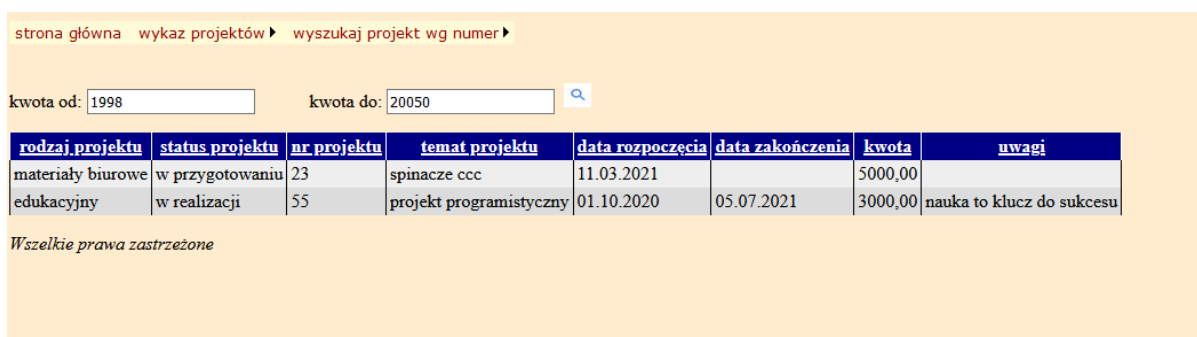 strona główna wykaz projektów wyszukaj projekt wg numer
kwota od: 1998 kwota do: 20050
rodzaj projektu status projektu nr projektu temat projektu data rozpoczęcia data zakończenia kwota uwagi
materiały biurowe w przygotowaniu 23 spinacze ccc 11.03.2021 5000,00
edukacyjny w realizacji 55 projekt programistyczny 01.10.2020 05.07.2021 3000,00 nauka to klucz do sukcesu
Wszelkie prawa zastrzeżone